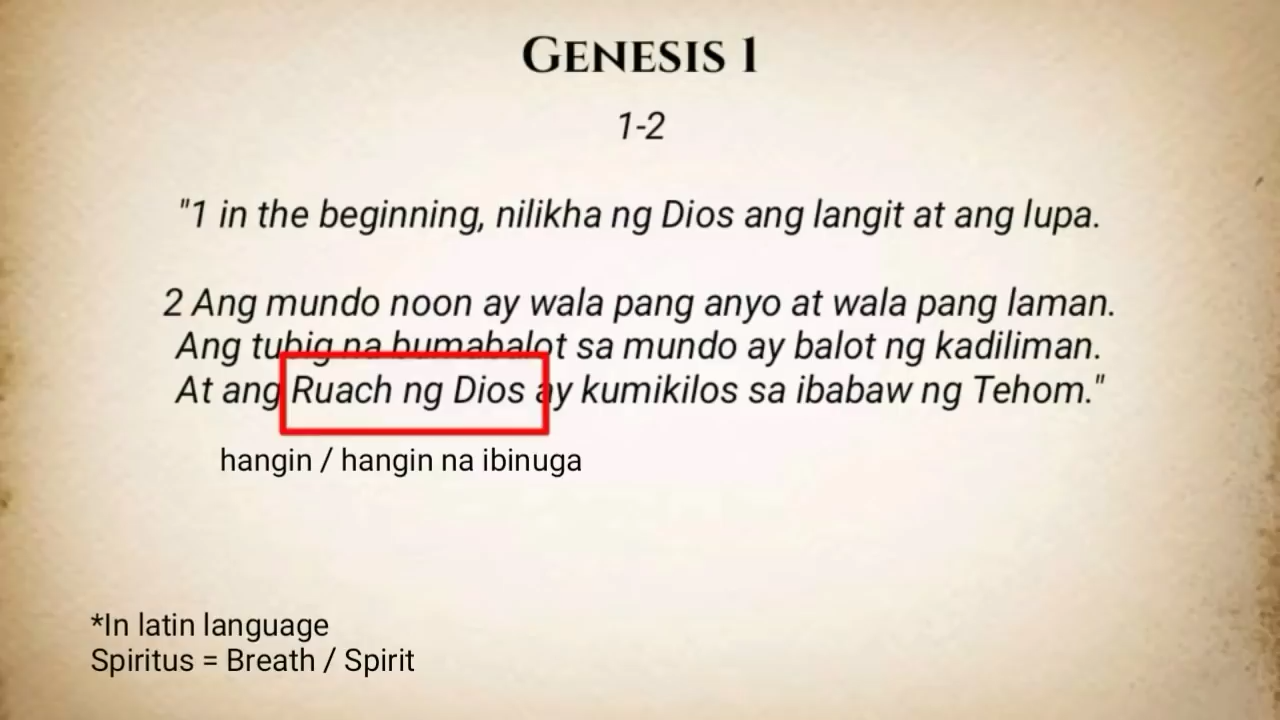 GENESIS 1
1-2
"1 in the beginning, nilikha ng Dios ang langit at ang lupa.
2 Ang mundo noon ay wala pang anyo at wala pang laman.
Ang tubig na bumabalot sa mundo ay balot ng kadiliman.
At ang Ruach ng Dios ay kumikilos sa ibabaw ng Tehom."
hangin / hangin na ibinuga
*In latin language
Spiritus = Breath / Spirit